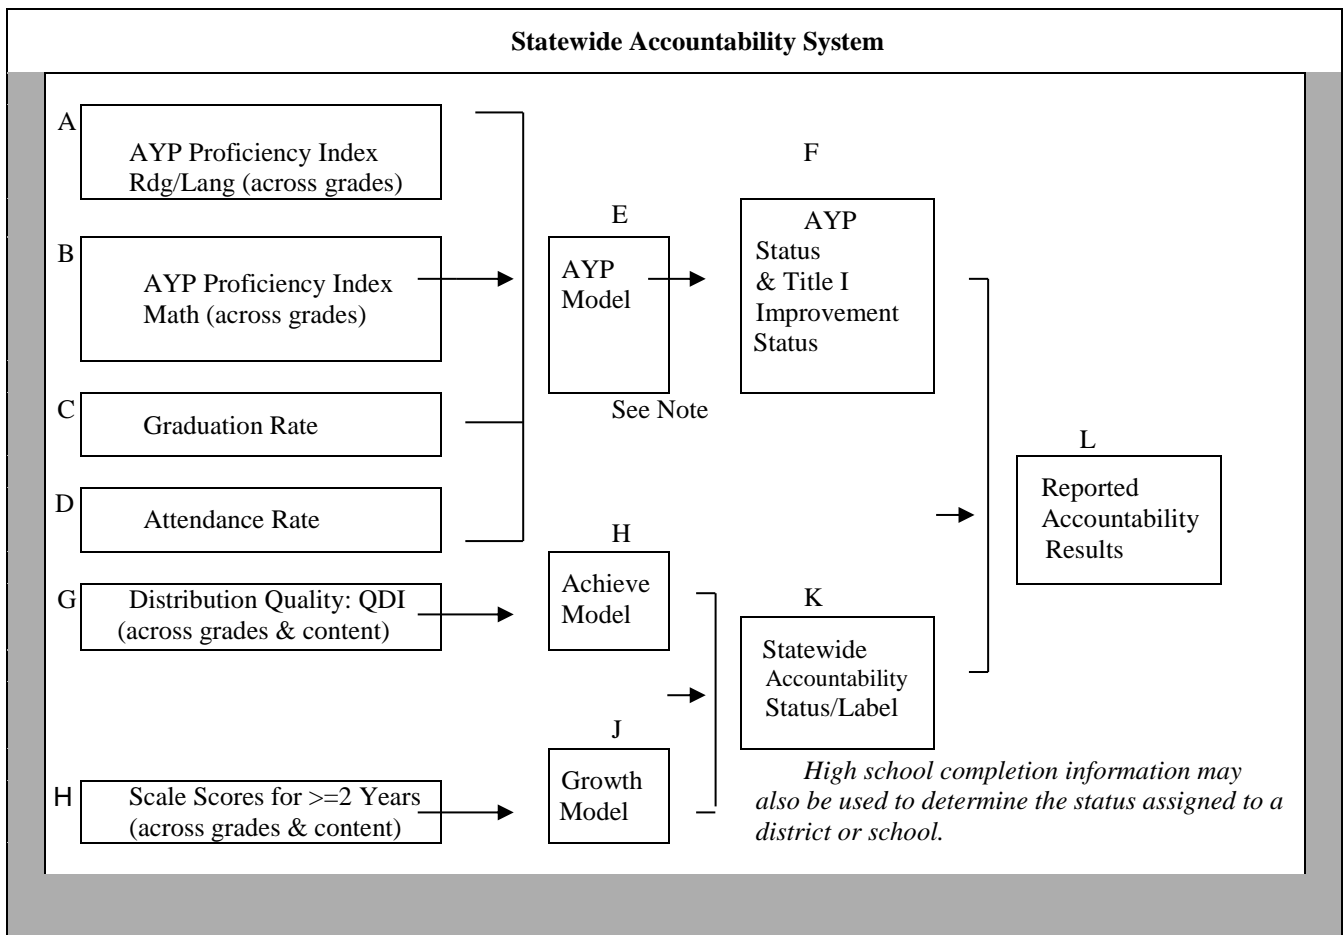 Statewide Accountability System
A
AYP Proficiency Index
Rdg/Lang (across grades)
B
AYP Proficiency Index
Math (across grades)
C
Graduation Rate
D
Attendance Rate
E
AYP
Model
See Note
F
AYP
Status
& Title I
Improvement
Status
G
Distribution Quality: QDI
(across grades & content)
H
Achieve
Model
H
Scale Scores for >=2 Years
(across grades & content)
J
Growth
Model
K
Statewide
Accountability
Status/Label
High school completion information may
also be used to determine the status assigned to a
district or school.
L
Reported
Accountability
Results